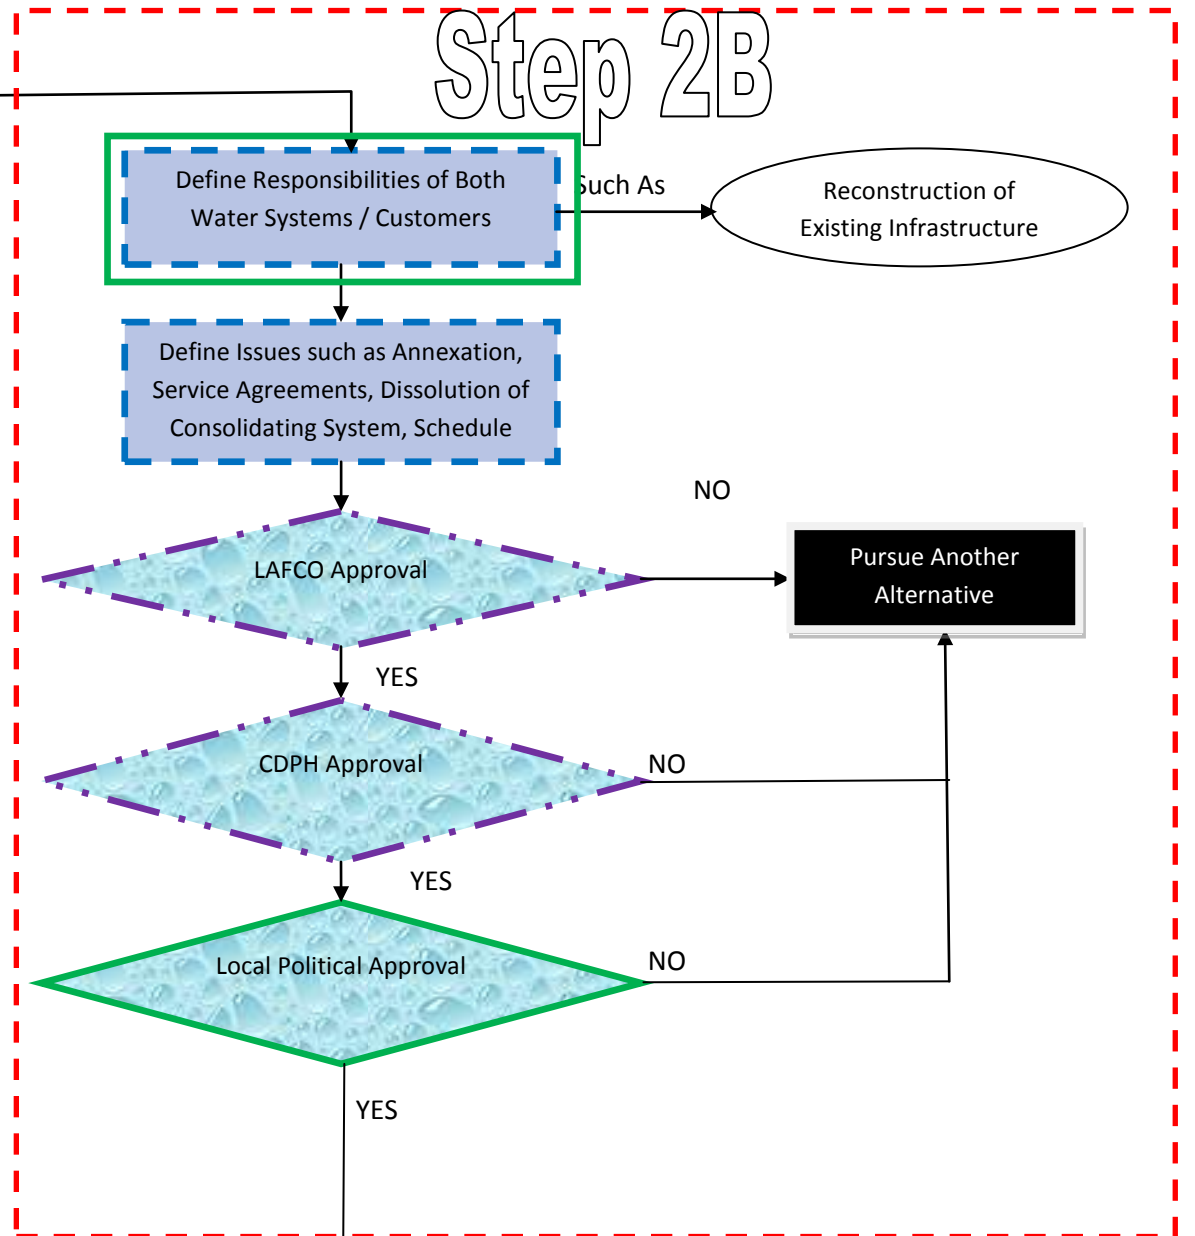 Step 2B
Define Responsibilities of Both
Water Systems / Customers
Such As
Reconstruction of
Existing Infrastructure
Define Issues such as Annexation,
Service Agreements, Dissolution of
Consolidating System, Schedule
NO
LAFCO Approval
Pursue Another
Alternative
YES
CDPH Approval
NO
YES
Local Political Approval
NO
YES